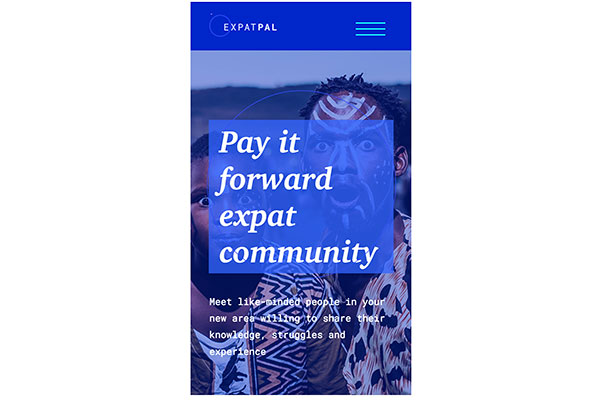 EXPATPAL
Pay it
forward
expat
community
Meet like-minded people in your
new area willing to share their
knowledge, struggles and
experience